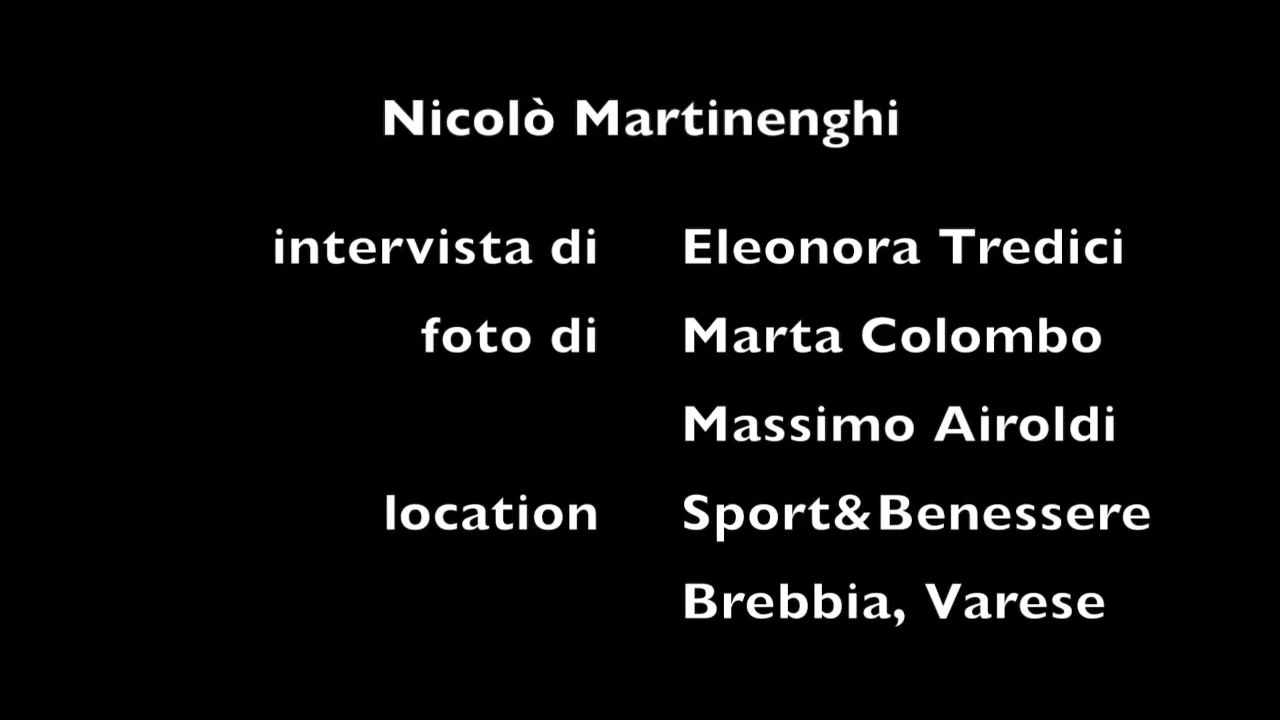 Nicolò Martinenghi
intervista di Eleonora Tredici
foto di Marta Colombo
Massimo Airoldi
location Sport&Benessere
Brebbia, Varese